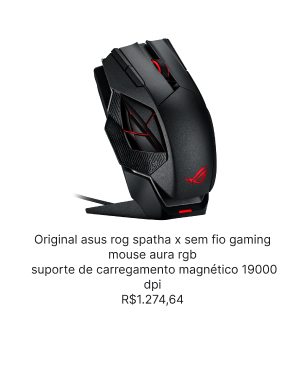 Original asus rog spatha x sem fio gaming
mouse aura rgb
suporte de carregamento magnético 19000
dpi
R$1.274,64